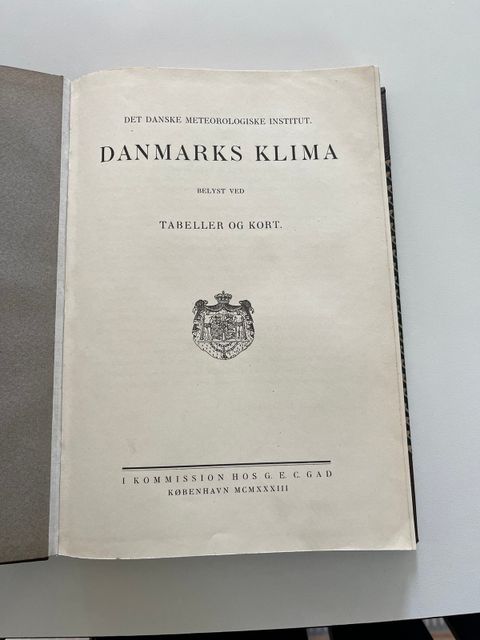 DET DANSKE METEOROLOGISKE INSTITUT.
DANMARKS KLIMA
BELYST VED
TABELLER OG KORT.
I KOMMISSION HOS G. E. C. GAD
KØBENHAVN MCMXXXIII